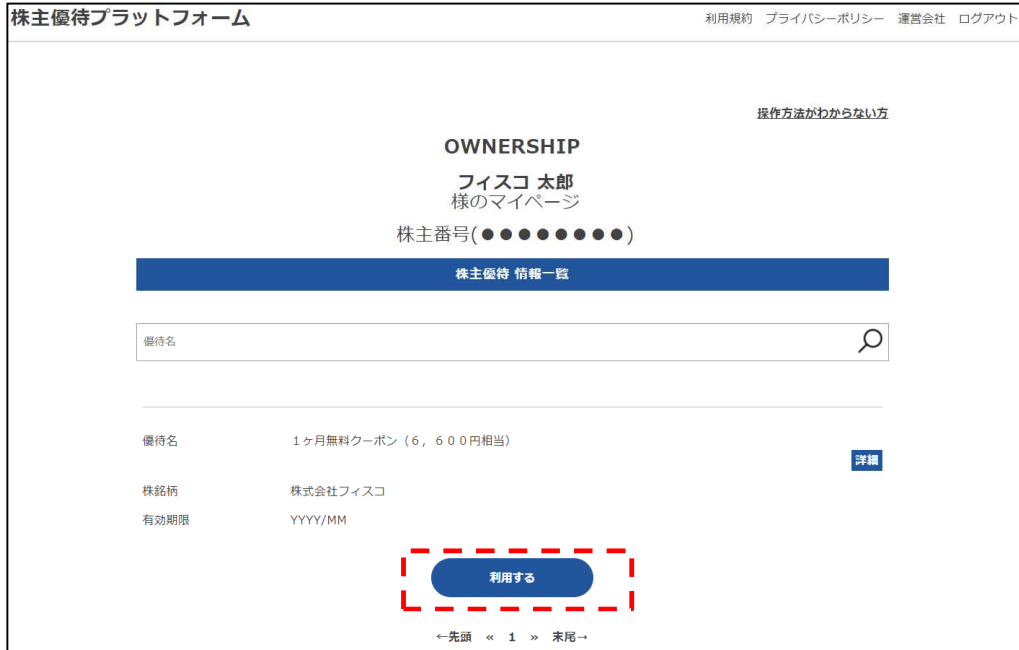 株主優待プラットフォーム
利用規約 プライバシーポリシー 運営会社 ログアウト
操作方法がわからない方
OWNERSHIP
フィスコ 太郎
様のマイページ
株主番号(●●●●●●●●)
株主優待 情報一覧
優待名
優待名 1ヶ月無料クーポン（６，６００円相当）
詳細
株銘柄 株式会社フィスコ
有効期限 YYYY/MM
利用する
←先頭 « 1 » 末尾→